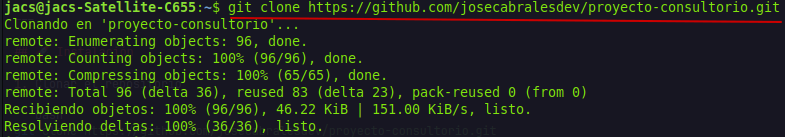 jacs@jacs-Satellite-C655:~$ git clone https://github.com/josecabralesdev/proyecto-consultorio.git
Clonando en 'proyecto-consultorio'...
remote: Enumerating objects: 96, done.
remote: Counting objects: 100% (96/96), done.
remote: Compressing objects: 100% (65/65), done.
remote: Total 96 (delta 36), reused 83 (delta 23), pack-reused 0 (from 0)
Recibiendo objetos: 100% (96/96), 46.22 KiB | 151.00 KiB/s, listo.
Resolviendo deltas: 100% (36/36), listo.